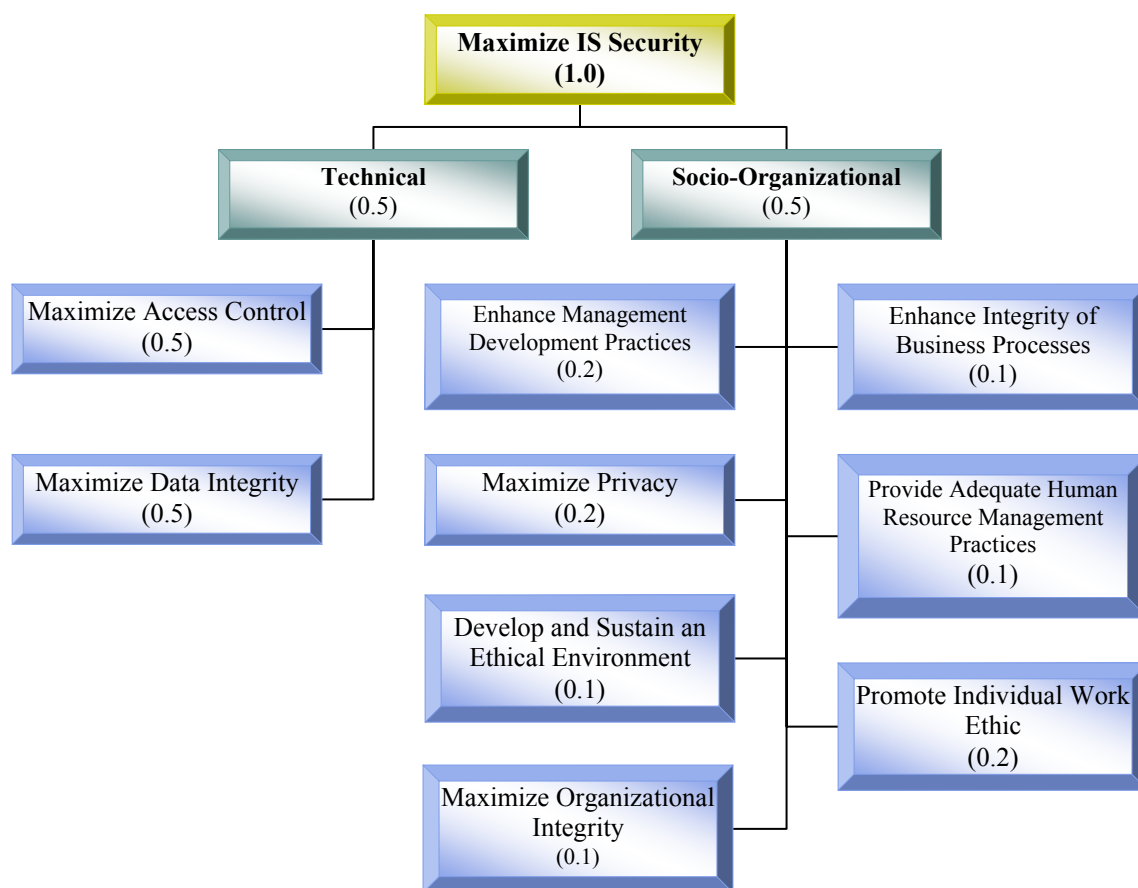 Maximize IS Security
(1.0)
Technical
(0.5)
Socio-Organizational
(0.5)
Maximize Access Control
(0.5)
Maximize Data Integrity
(0.5)
Enhance Management
Development Practices
(0.2)
Maximize Privacy
(0.2)
Develop and Sustain an
Ethical Environment
(0.1)
Maximize Organizational
Integrity
(0.1)
Enhance Integrity of
Business Processes
(0.1)
Provide Adequate Human
Resource Management
Practices
(0.1)
Promote Individual Work
Ethic
(0.2)